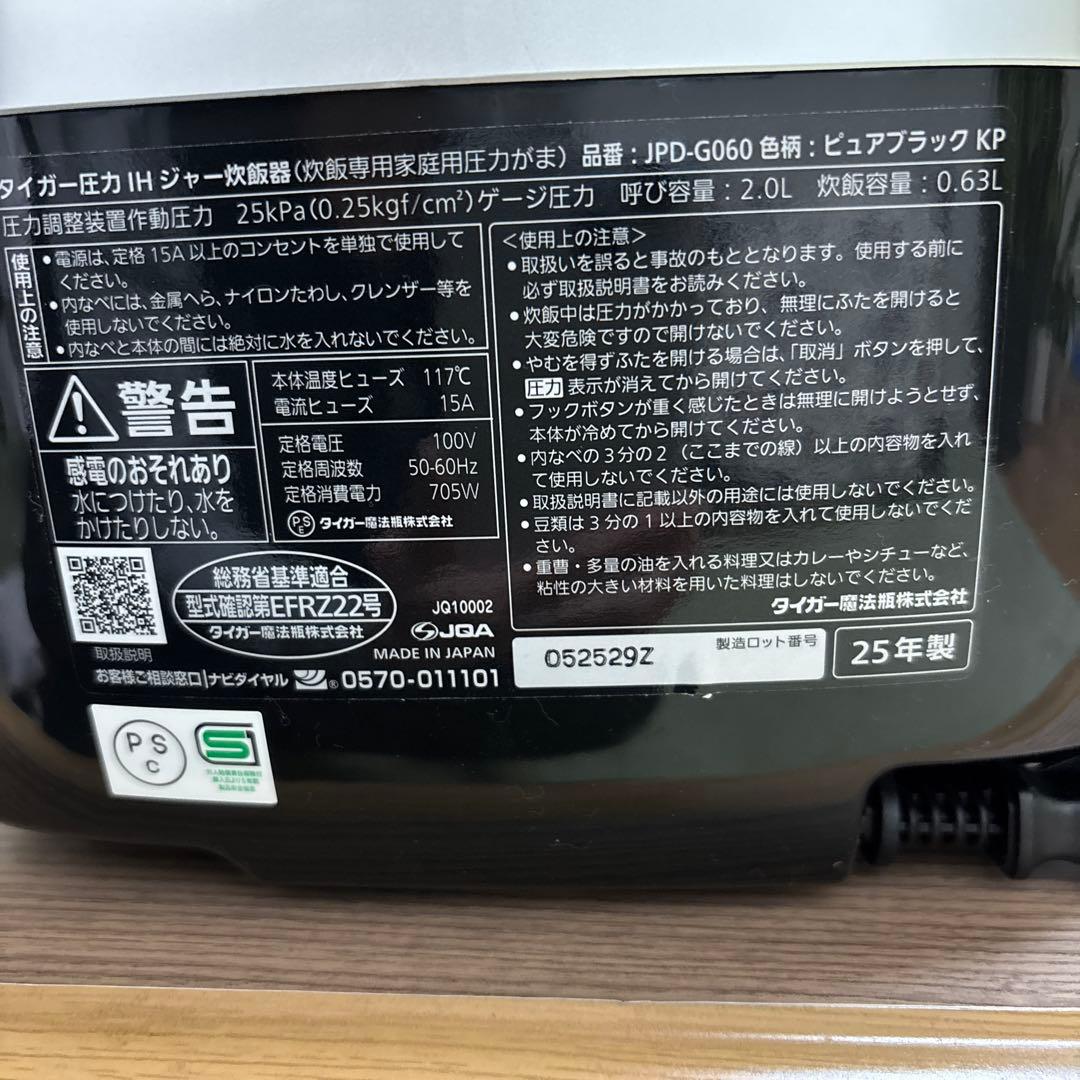 タイガー圧力IHジャー炊飯器(炊飯専用家庭用圧力がま) 品番：JPD-G060 色柄：ピュアブラック KP
圧力調整装置作動圧力 25kPa(0.25kgf/cm²)ゲージ圧力 呼び容量：2.0L 炊飯容量：0.63L
使用上の注意
●電源は、定格15A以上のコンセントを単独で使用して
ください。
●内なべには、金属へら、ナイロンたわし、クレンザー等を
使用しないでください。
●内なべと本体の間には絶対に水を入れないでください。
警告
感電のおそれあり
水につけたり、水を
かけたりしない。
本体温度ヒューズ 117℃
電流ヒューズ 15A
定格電圧 100V
定格周波数 50-60Hz
定格消費電力 705W
PS
E
タイガー魔法瓶株式会社
＜使用上の注意＞
●取扱いを誤ると事故のもととなります。使用する前に
必ず取扱説明書をお読みください。
●炊飯中は圧力がかかっており、無理にふたを開けると
大変危険ですので開けないでください。
●やむを得ずふたを開ける場合は、「取消」ボタンを押して、
圧力 表示が消えてから開けてください。
●フックボタンが重く感じたときは無理に開けようとせず、
本体が冷めてから開けてください。
●内なべの3分の2（ここまでの線）以上の内容物を入れ
て使用しないでください。
●取扱説明書に記載以外の用途には使用しないでください。
●豆類は3分の1以上の内容物を入れて使用しないでくだ
さい。
●重曹・多量の油を入れる料理又はカレーやシチューなど、
粘性の大きい材料を用いた料理はしないでください。
タイガー魔法瓶株式会社
取扱説明
総務省基準適合
型式確認第EFRZ22号
タイガー魔法瓶株式会社
JQ10002
JQA
MADE IN JAPAN
お客様ご相談窓口 ナビダイヤル ® 0570-011101
052529Z
製造ロット番号
25年製
PS
C
S1